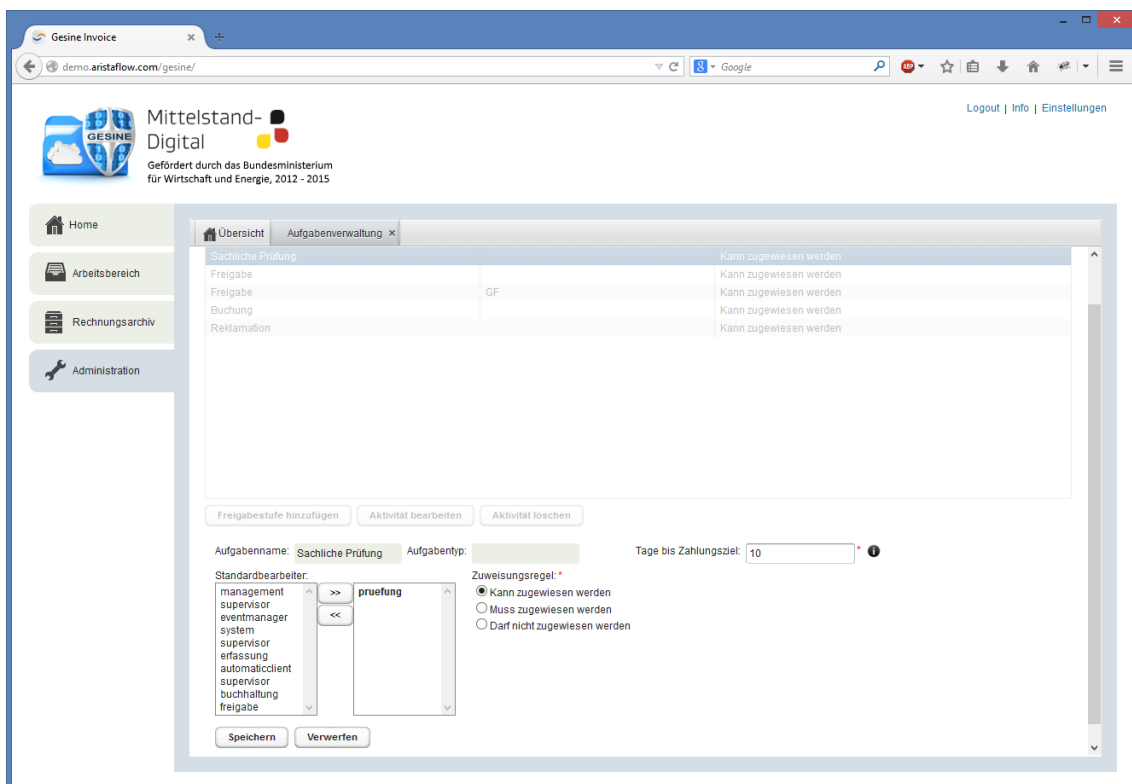 Gesine Invoice
demo.aristaflow.com/gesine/
Google
ABP
Logout | Info | Einstellungen
GESINE
Mittelstand-
Digital
Gefördert durch das Bundesministerium
für Wirtschaft und Energie, 2012 - 2015
Home
Arbeitsbereich
Rechnungsarchiv
Administration
Übersicht Aufgabenverwaltung
Sachliche Prüfung Kann zugewiesen werden
Freigabe Kann zugewiesen werden
Freigabe GF Kann zugewiesen werden
Buchung Kann zugewiesen werden
Reklamation Kann zugewiesen werden
Freigabestufe hinzufügen Aktivität bearbeiten Aktivität löschen
Aufgabenname: Sachliche Prüfung Aufgabentyp: Tage bis Zahlungsziel: 10 *
Standardbearbeiter: Zuweisungsregel: *
management >> pruefung Kann zugewiesen werden
supervisor Muss zugewiesen werden
eventmanager << Darf nicht zugewiesen werden
system
supervisor
erfassung
automaticclient
supervisor
buchhaltung
freigabe
Speichern Verwerfen